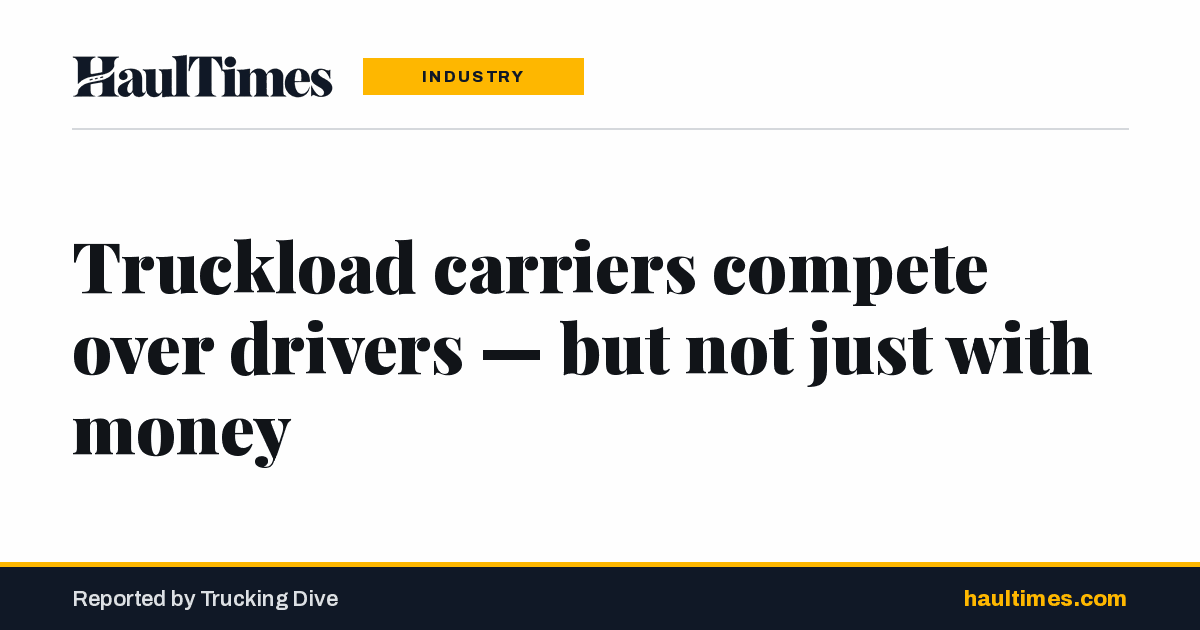 HaulTimes
INDUSTRY
Truckload carriers compete
over drivers — but not just with
money
Reported by Trucking Dive
haultimes.com